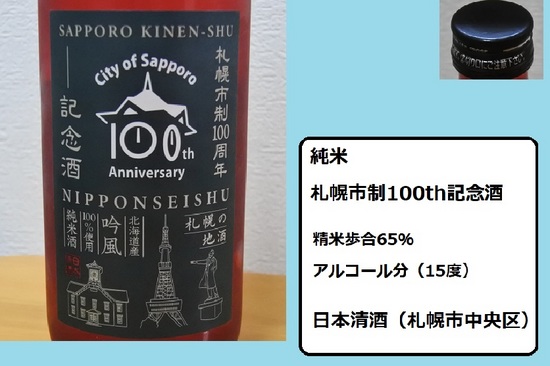 SAPPORO KINEN-SHU
City of Sapporo
100th
Anniversary
札幌市制100周年
記念酒
NIPPONSEISHU
札幌の
地酒
北海道産
吟風
100%使用
純米酒
純米
札幌市制100th記念酒
精米歩合65%
アルコール分（15度）
日本清酒（札幌市中央区）